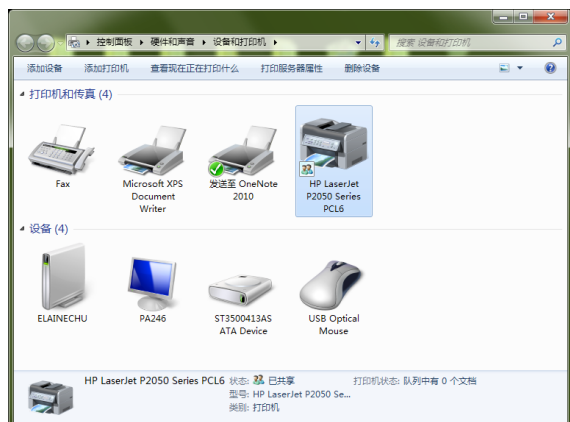 控制面板 ▸ 硬件和声音 ▸ 设备和打印机 ▸
搜索 设备和打印机
添加设备 添加打印机 查看现在正在打印什么 打印服务器属性 删除设备
打印机和传真 (4)
Fax
Microsoft XPS
Document
Writer
发送至 OneNote
2010
HP LaserJet
P2050 Series
PCL6
设备 (4)
ELAINECHU
PA246
ST3500413AS
ATA Device
USB Optical
Mouse
HP LaserJet P2050 Series PCL6 状态: 已共享 打印机状态: 队列中有 0 个文档
型号: HP LaserJet P2050 Se...
类别: 打印机